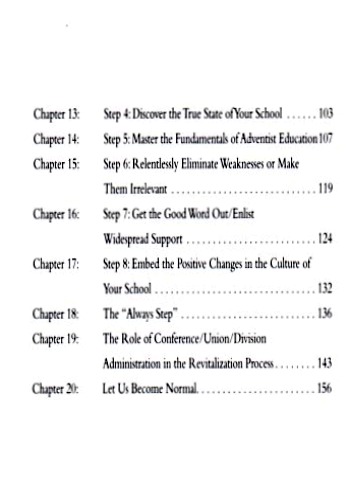 Chapter 13: Step 4: Discover the True State of Your School ...... 103
Chapter 14: Step 5: Master the Fundamentals of Adventist Education 107
Chapter 15: Step 6: Relentlessly Eliminate Weaknesses or Make
Them Irrelevant ........................ 119
Chapter 16: Step 7: Get the Good Word Out/Enlist
Widespread Support ..................... 124
Chapter 17: Step 8: Embed the Positive Changes in the Culture of
Your School ........................... 132
Chapter 18: The "Always Step" ...................... 136
Chapter 19: The Role of Conference/Union/Division
Administration in the Revitalization Process........ 143
Chapter 20: Let Us Become Normal.................... 156